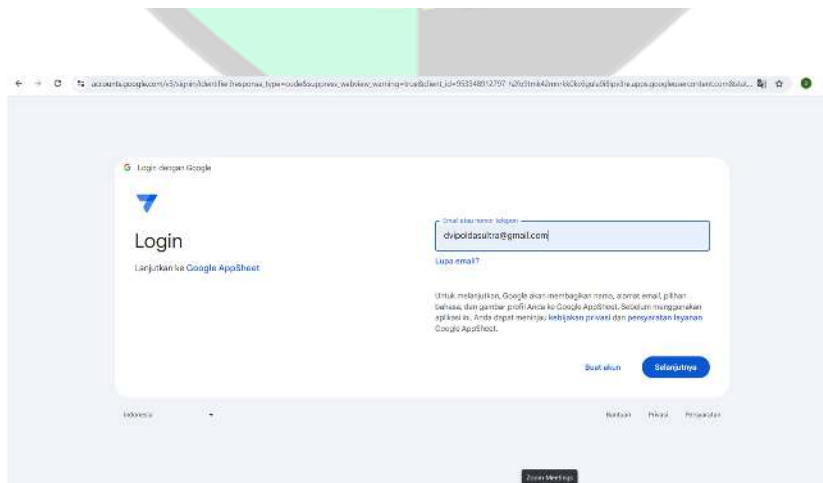 Login dengan Google
Login
Lanjutkan ke Google AppSheet
Email atau nomor telepon
dvipoldasultra@gmail.com
Lupa email?
Untuk melanjutkan, Google akan membagikan nama, alamat email, pilihan
bahasa, dan gambar profil Anda ke Google AppSheet. Sebelum menggunakan
aplikasi ini, Anda dapat meninjau kebijakan privasi dan persyaratan layanan
Google AppSheet.
Buat akun
Selanjutnya
Indonesia
Bantuan Privasi Persyaratan
Zoom Meetings